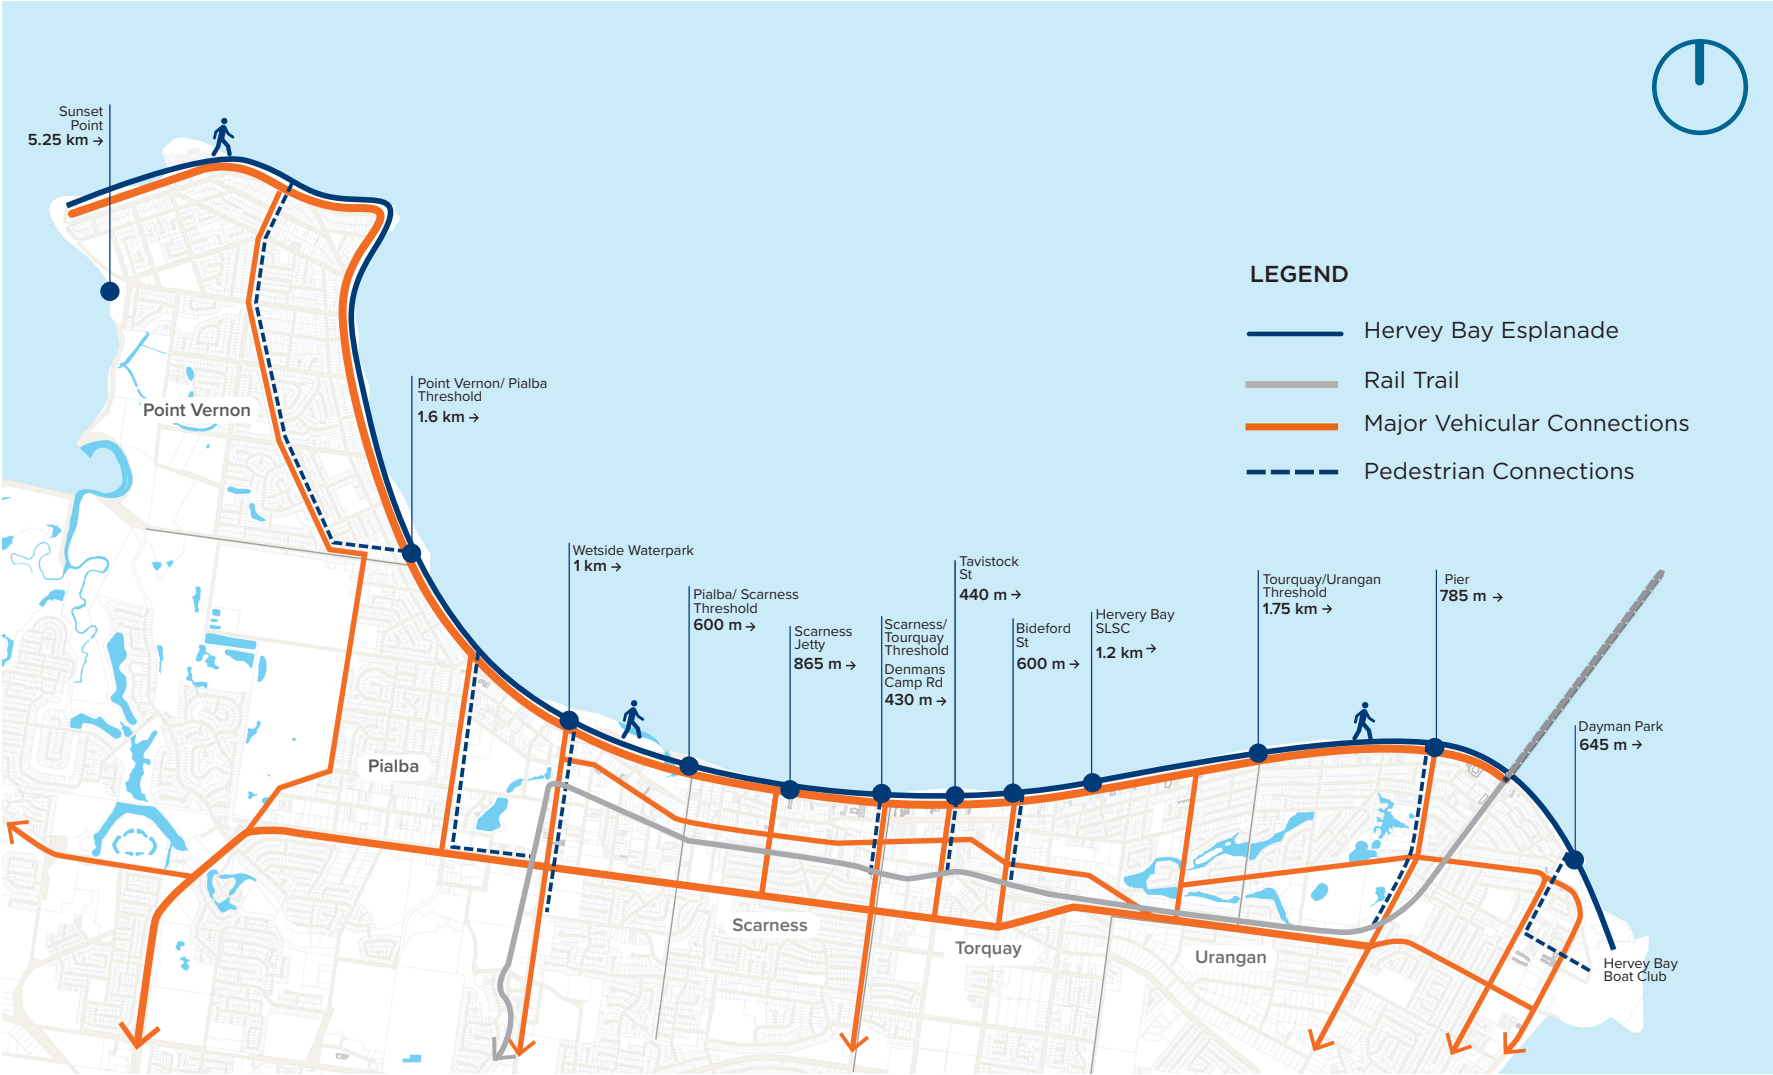 Sunset
Point
5.25 km →
Point Vernon/ Pialba
Threshold
1.6 km →
Point Vernon
LEGEND
Hervey Bay Esplanade
Rail Trail
Major Vehicular Connections
Pedestrian Connections
Wetside Waterpark
1 km →
Pialba/ Scarness
Threshold
600 m →
Scarness
Jetty
865 m →
Scarness/
Tourquay
Threshold
Denmans
Camp Rd
430 m →
Tavistock
St
440 m →
Bideford
St
600 m →
Hervery Bay
SLSC
1.2 km →
Tourquay/Urangan
Threshold
1.75 km →
Pier
785 m →
Dayman Park
645 m →
Pialba
Scarness
Torquay
Urangan
Hervey Bay
Boat Club